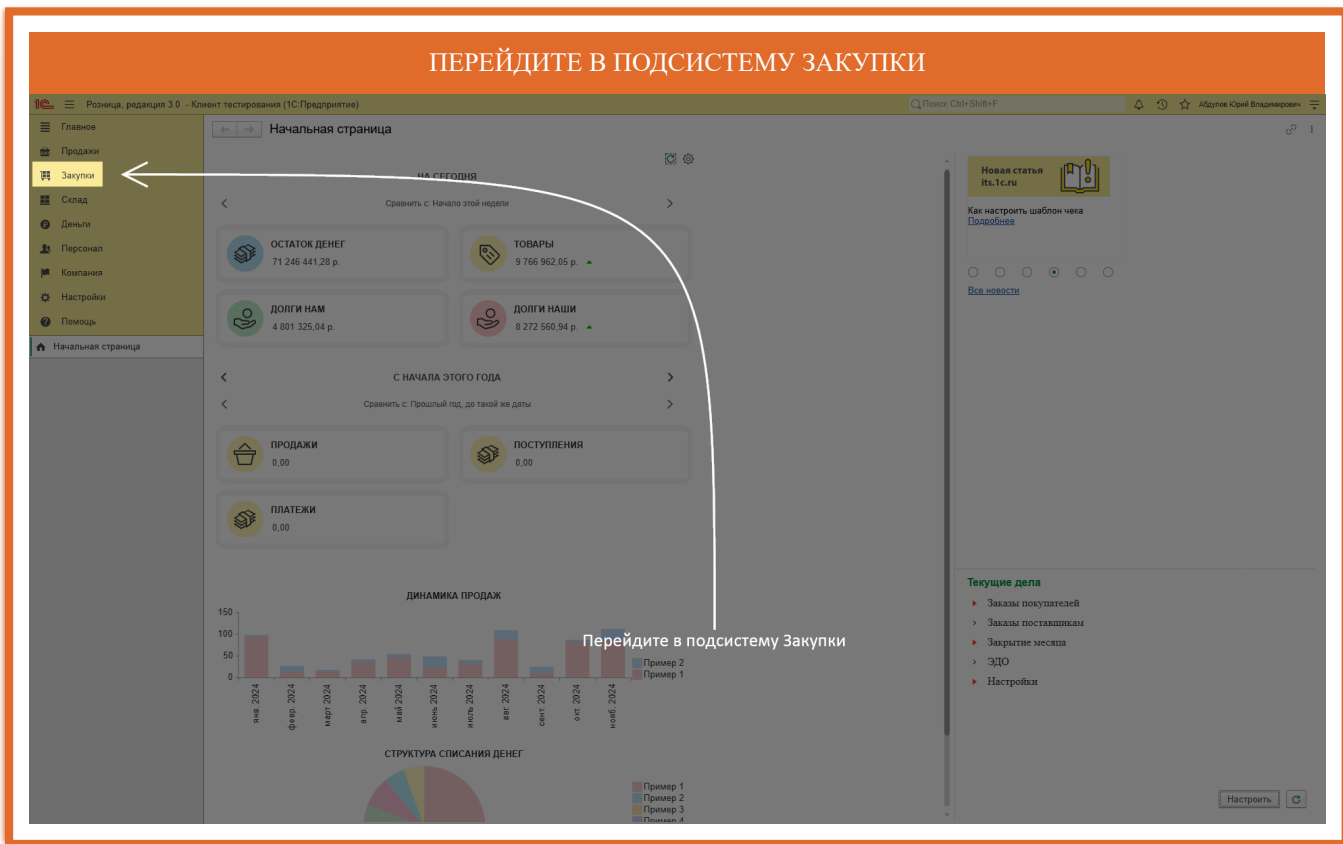 ПЕРЕЙДИТЕ В ПОДСИСТЕМУ ЗАКУПКИ
1С Розница, редакция 3.0 - Клиент тестирования (1С:Предприятие)
Поиск Ctrl+Shift+F
Абдулов Юрий Владимирович
Главное
Продажи
Закупки
Склад
Деньги
Персонал
Компания
Настройки
Помощь
Начальная страница
Начальная страница
НА СЕГОДНЯ
Сравнить с: Начало этой недели
ОСТАТОК ДЕНЕГ
71 246 441,28 р.
ТОВАРЫ
9 766 962,05 р.
ДОЛГИ НАМ
4 801 325,04 р.
ДОЛГИ НАШИ
8 272 560,94 р.
С НАЧАЛА ЭТОГО ГОДА
Сравнить с: Прошлый год, до такой же даты
ПРОДАЖИ
0,00
ПОСТУПЛЕНИЯ
0,00
ПЛАТЕЖИ
0,00
ДИНАМИКА ПРОДАЖ
150
100
50
0
янв. 2024
февр. 2024
март 2024
апр. 2024
май 2024
июнь 2024
июль 2024
авг. 2024
сент. 2024
окт. 2024
нояб. 2024
Перейдите в подсистему Закупки
Пример 2
Пример 1
СТРУКТУРА СПИСАНИЯ ДЕНЕГ
Пример 1
Пример 2
Пример 3
Пример 4
Новая статья
its.1c.ru
Как настроить шаблон чека
Подробнее
Все новости
Текущие дела
Заказы покупателей
Заказы поставщикам
Закрытие месяца
ЭДО
Настройки
Настроить